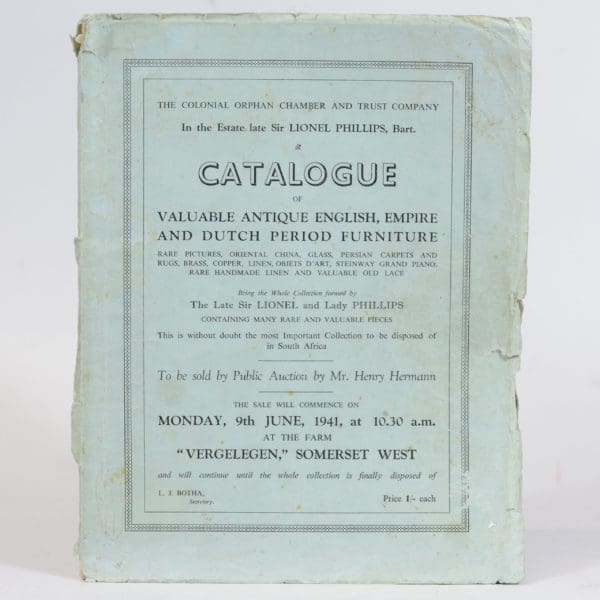 THE COLONIAL ORPHAN CHAMBER AND TRUST COMPANY
In the Estate late Sir LIONEL PHILLIPS, Bart.
a
CATALOGUE
OF
VALUABLE ANTIQUE ENGLISH, EMPIRE
AND DUTCH PERIOD FURNITURE
RARE PICTURES, ORIENTAL CHINA, GLASS, PERSIAN CARPETS AND
RUGS, BRASS, COPPER, LINEN, OBJETS D'ART, STEINWAY GRAND PIANO,
RARE HANDMADE LINEN AND VALUABLE OLD LACE
Being the Whole Collection formed by
The Late Sir LIONEL and Lady PHILLIPS
CONTAINING MANY RARE AND VALUABLE PIECES
This is without doubt the most Important Collection to be disposed of
in South Africa
To be sold by Public Auction by Mr. Henry Hermann
THE SALE WILL COMMENCE ON
MONDAY, 9th JUNE, 1941, at 10.30 a.m.
AT THE FARM
"VERGELEGEN," SOMERSET WEST
and will continue until the whole collection is finally disposed of
L. J. BOTHA,
Secretary.
Price 1/- each